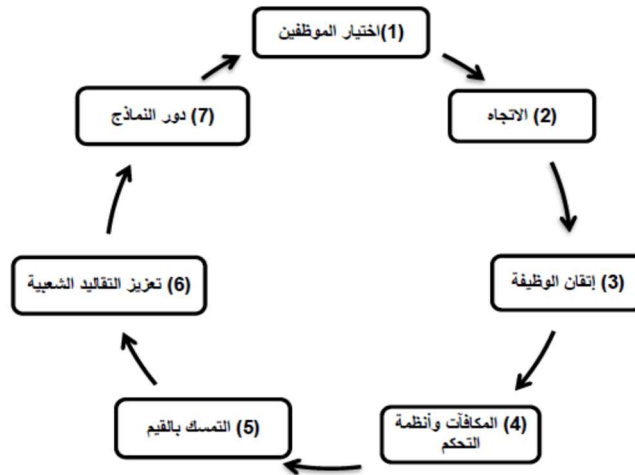 (1)اختيار الموظفين
(2) الاتجاه
(3) إتقان الوظيفة
(4) المكافآت وأنظمة
التحكم
(5) التمسك بالقيم
(6) تعزيز التقاليد الشعبية
(7) دور النماذج